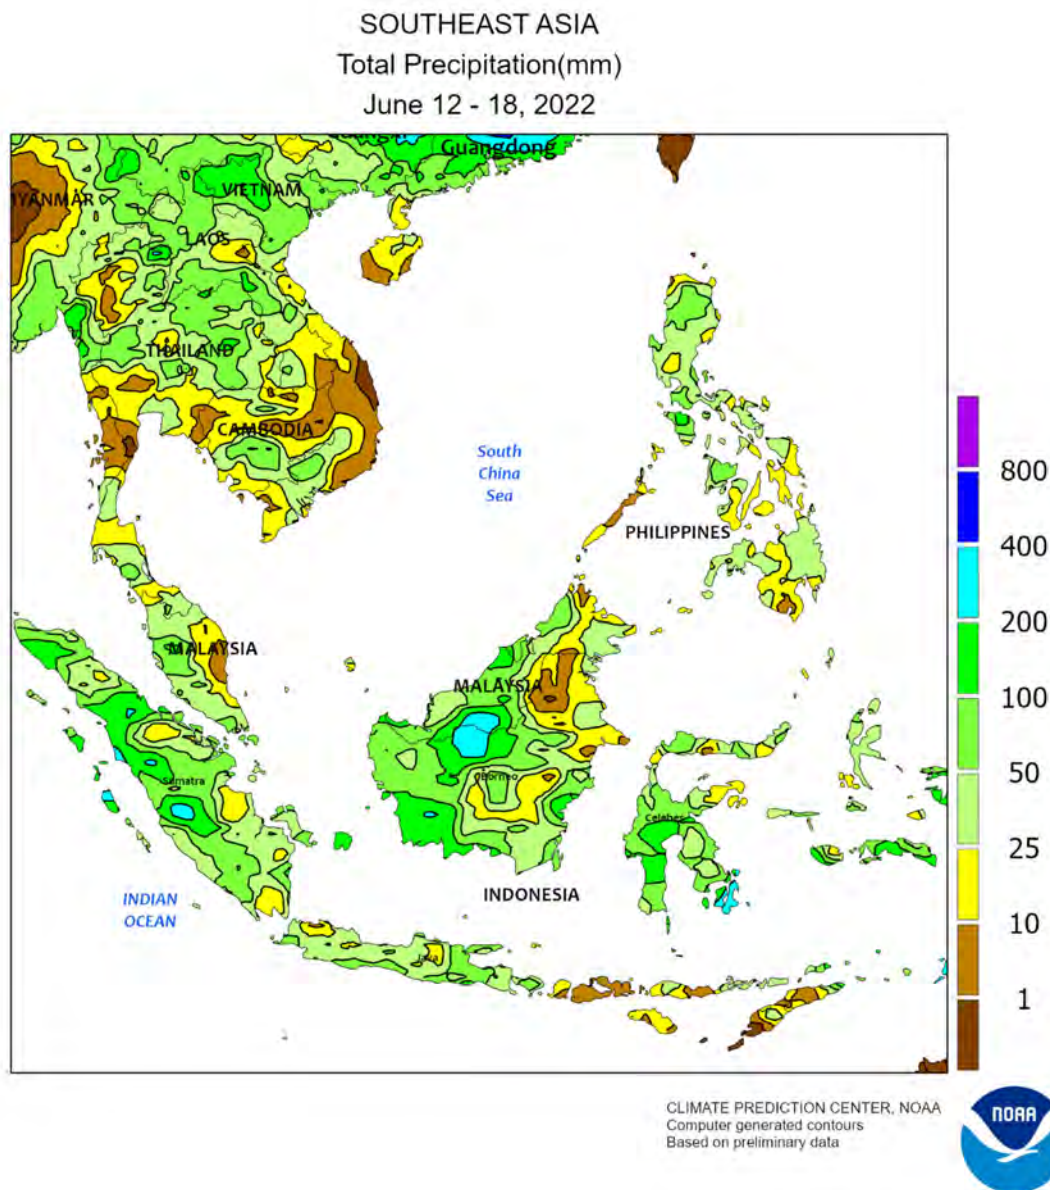 SOUTHEAST ASIA
Total Precipitation(mm)
June 12 - 18, 2022
Guangdong
VIETNAM
LAOS
THAILAND
CAMBODIA
South
China
Sea
PHILIPPINES
MALAYSIA
MALAYSIA
Sumatra
Borneo
Celebes
INDIAN
OCEAN
INDONESIA
800
400
200
100
50
25
10
1
CLIMATE PREDICTION CENTER, NOAA
Computer generated contours
Based on preliminary data
NOAA